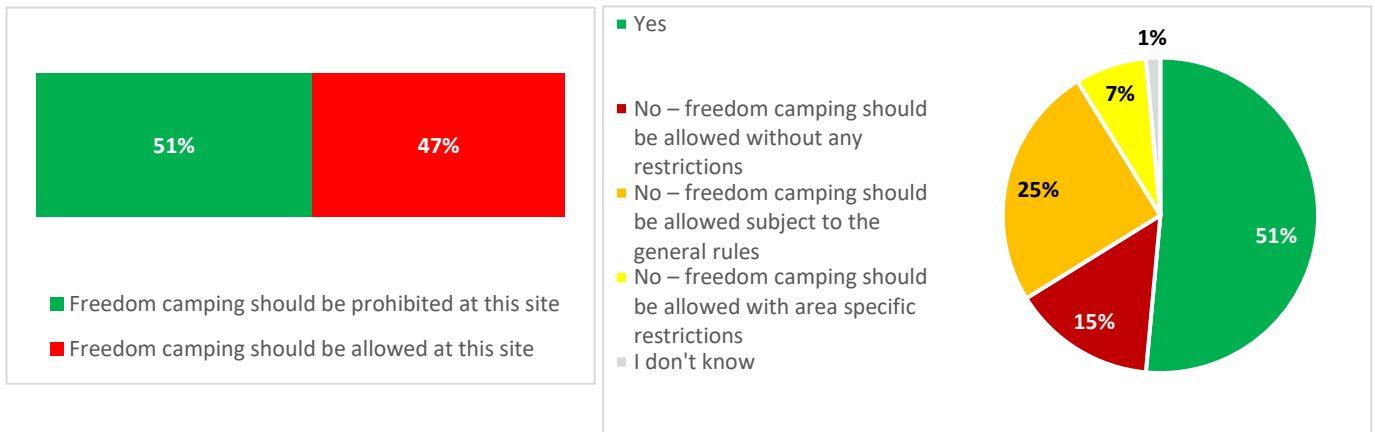 51%
47%
Freedom camping should be prohibited at this site
Freedom camping should be allowed at this site
Yes
No – freedom camping should
be allowed without any
restrictions
No – freedom camping should
be allowed subject to the
general rules
No – freedom camping should
be allowed with area specific
restrictions
I don't know
1%
7%
25%
51%
15%